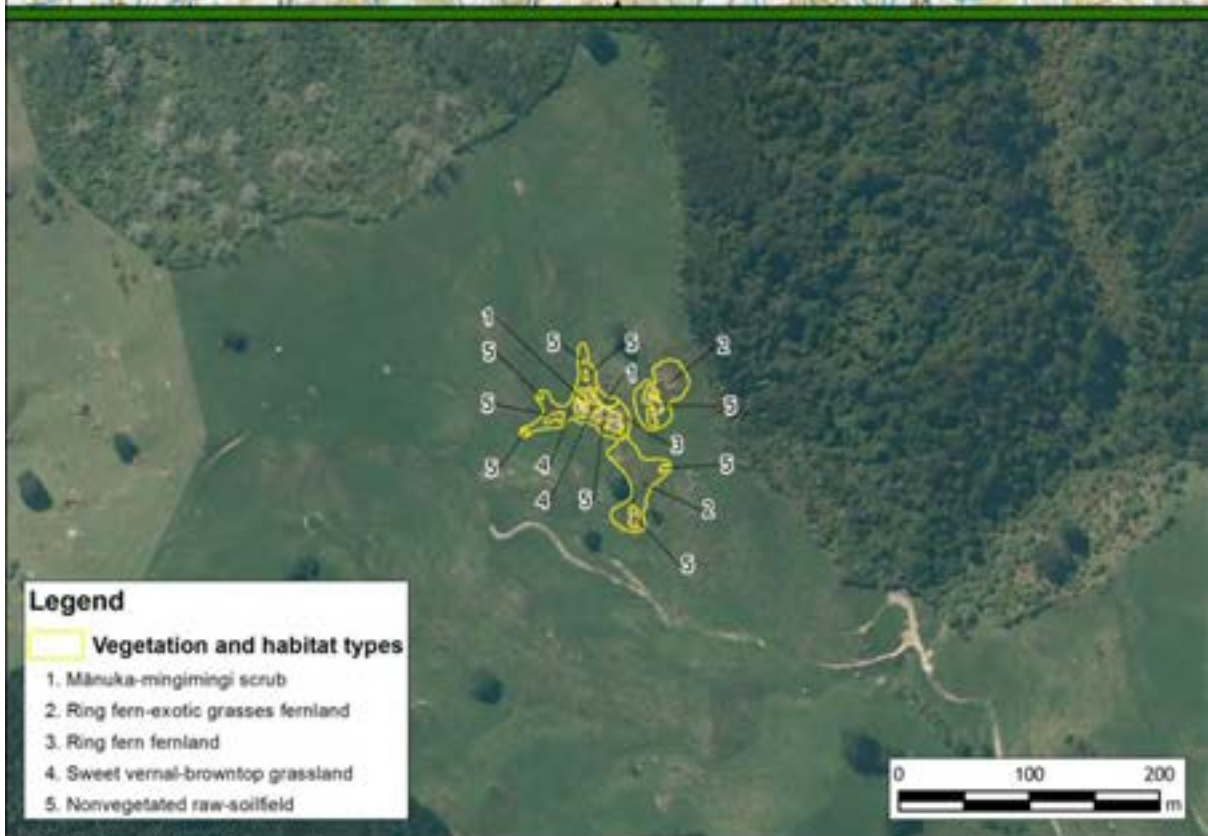 1
5 5 2
5
1
5 5
3
5 4 5
4 5 2
5
Legend
Vegetation and habitat types
1. Mānuka-mingimingi scrub
2. Ring fern-exotic grasses fernland
3. Ring fern fernland
4. Sweet vernal-browntop grassland
5. Nonvegetated raw-soilfield
0 100 200
m